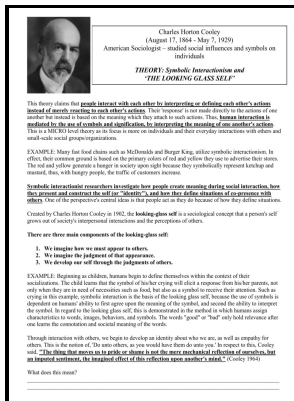 Charles Horton Cooley
(August 17, 1864 - May 7, 1929)
American Sociologist – studied social influences and symbols on
individuals
THEORY: Symbolic Interactionism and
'THE LOOKING GLASS SELF'
This theory claims that people interact with each other by interpreting or defining each other's actions
instead of merely reacting to each other's actions. Their 'response' is not made directly to the actions of one
another but instead is based on the meaning which they attach to such actions. Thus, human interaction is
mediated by the use of symbols and signification, by interpreting the meaning of one another's actions
This is a MICRO level theory as its focus is more on individuals and their everyday interactions with others and
small-scale social groups/organizations.
EXAMPLE: Many fast food chains such as McDonalds and Burger King, utilize symbolic interactionism. In
effect, their common ground is based on the primary colors of red and yellow they use to advertise their stores.
The red and yellow generate a hunger in society upon sight because they symbolically represent ketchup and
mustard, thus, with hungry people, the traffic of customers increase.
Symbolic interactionist researchers investigate how people create meaning during social interaction, how
they present and construct the self (or "identity"), and how they define situations of co-presence with
others. One of the perspective's central ideas is that people act as they do because of how they define situations.
Created by Charles Horton Cooley in 1902, the looking-glass self is a sociological concept that a person's self
grows out of society's interpersonal interactions and the perceptions of others.
There are three main components of the looking-glass self:
1. We imagine how we must appear to others.
2. We imagine the judgment of that appearance.
3. We develop our self through the judgments of others.
EXAMPLE: Beginning as children, humans begin to define themselves within the context of their
socializations. The child learns that the symbol of his/her crying will elicit a response from his/her parents, not
only when they are in need of necessities such as food, but also as a symbol to receive their attention. Such as
crying in this example, symbolic interaction is the basis of the looking glass self, because the use of symbols is
dependent on humans' ability to first agree upon the meaning of the symbol, and second the ability to interpret
the symbol. In regard to the looking glass self, this is demonstrated in the method in which humans assign
characteristics to words, images, behaviors, and symbols. The words "good" or "bad" only hold relevance after
one learns the connotation and societal meaning of the words.
Through interaction with others, we begin to develop an identity about who we are, as well as empathy for
others. This is the notion of, 'Do unto others, as you would have them do unto you.' In respect to this, Cooley
said, "The thing that moves us to pride or shame is not the mere mechanical reflection of ourselves, but
an imputed sentiment, the imagined effect of this reflection upon another's mind." (Cooley 1964)
What does this mean?